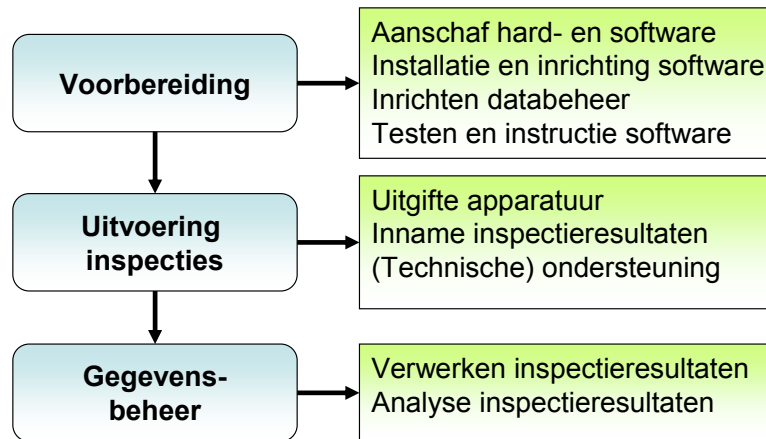 Voorbereiding
Aanschaf hard- en software
Installatie en inrichting software
Inrichten databeheer
Testen en instructie software
Uitvoering
inspecties
Uitgifte apparatuur
Inname inspectieresultaten
(Technische) ondersteuning
Gegevens-
beheer
Verwerken inspectieresultaten
Analyse inspectieresultaten